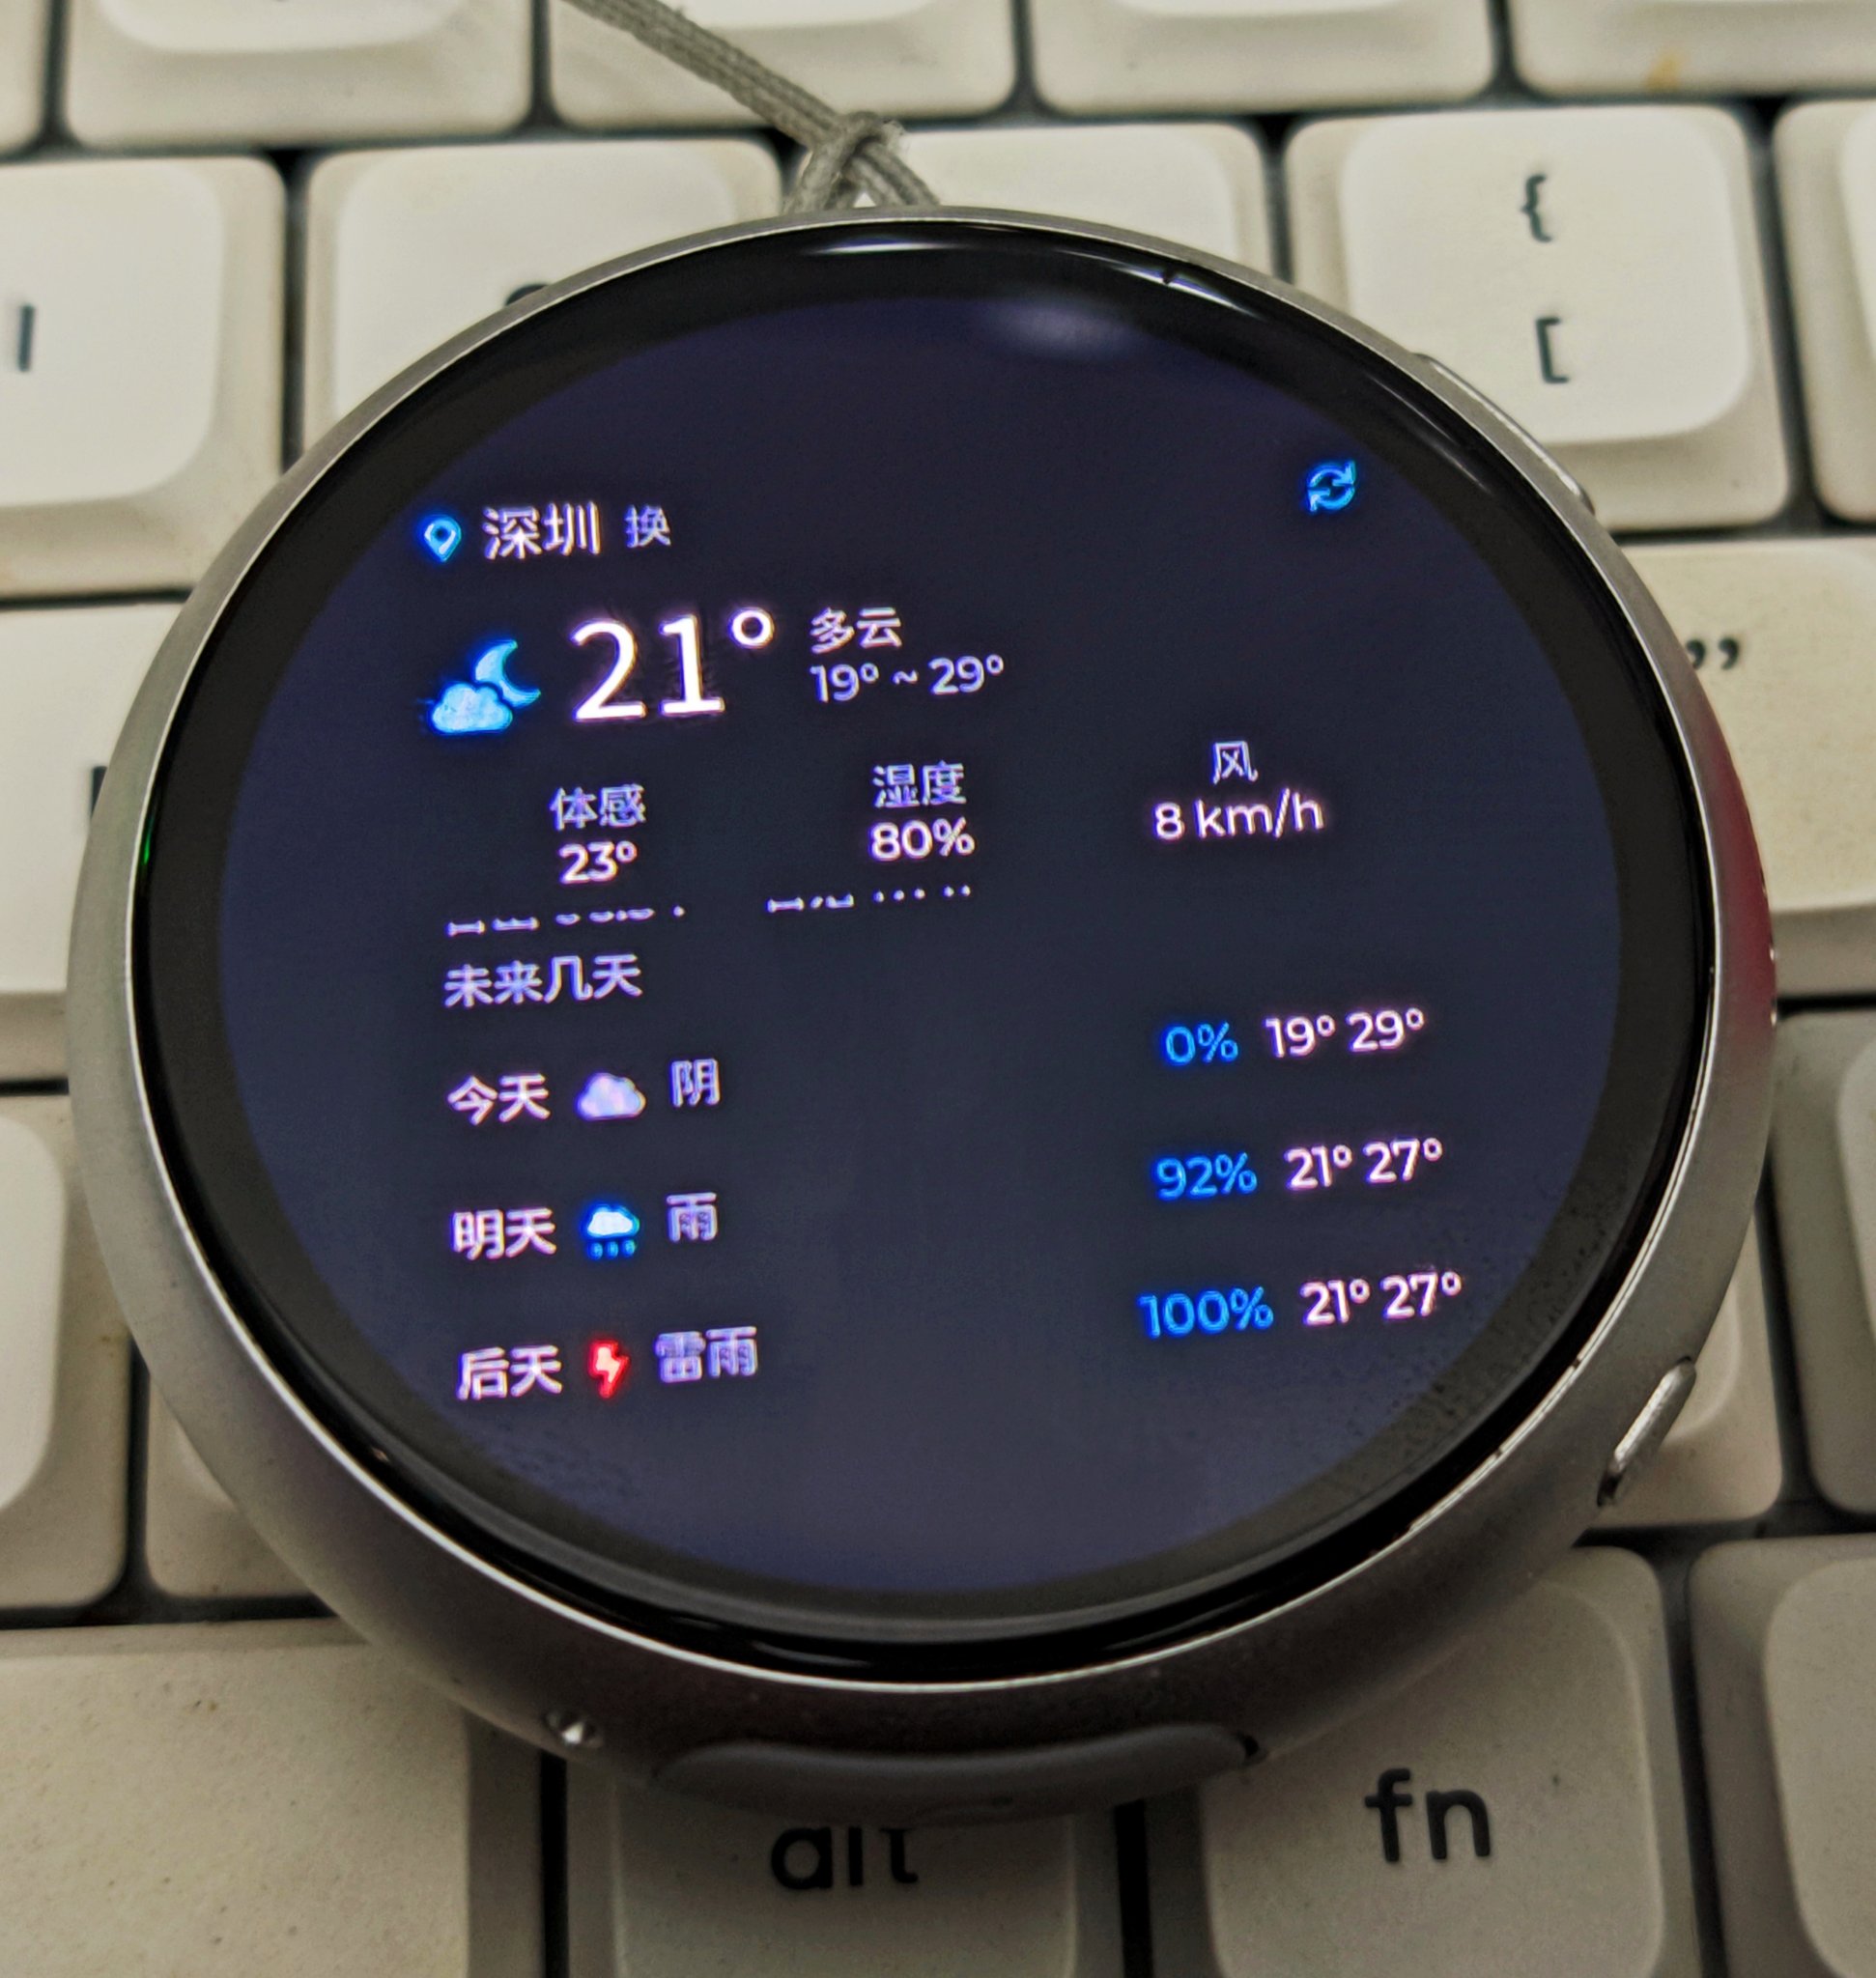 {
[
I
”
深圳 换
21° 多云
19° ~ 29°
体感 湿度 风
23° 80% 8 km/h
未来几天
今天 阴 0% 19° 29°
明天 雨 92% 21° 27°
后天 雷雨 100% 21° 27°
alt fn